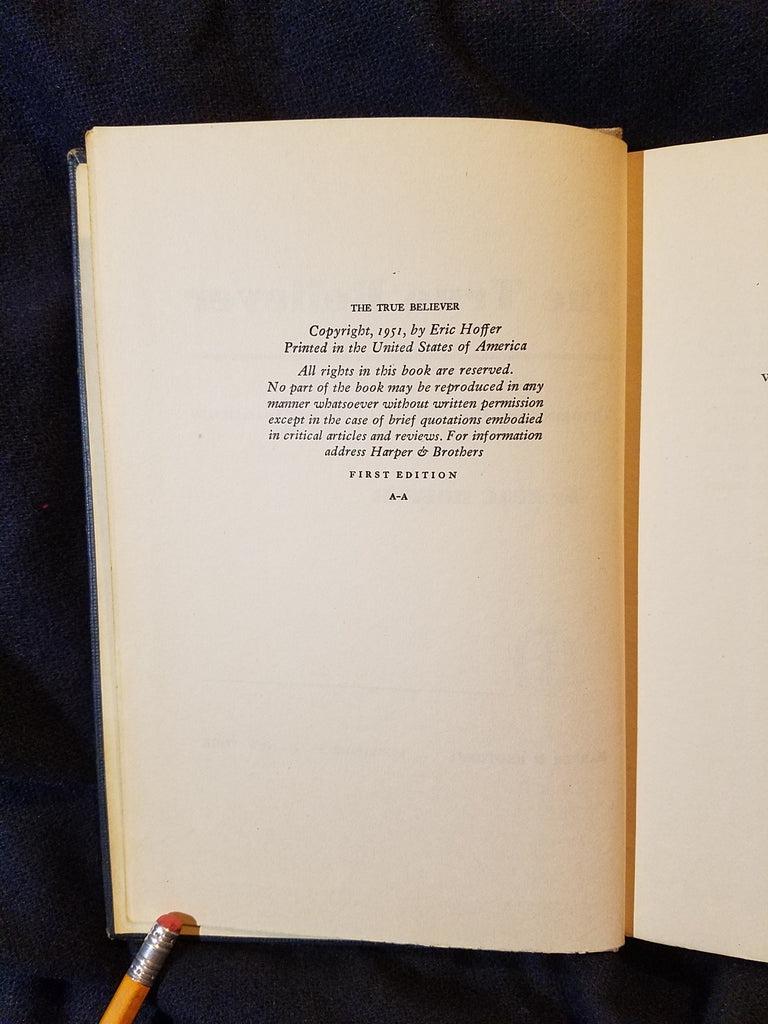 THE TRUE BELIEVER
Copyright, 1951, by Eric Hoffer
Printed in the United States of America
All rights in this book are reserved.
No part of the book may be reproduced in any
manner whatsoever without written permission
except in the case of brief quotations embodied
in critical articles and reviews. For information
address Harper & Brothers
FIRST EDITION
A-A